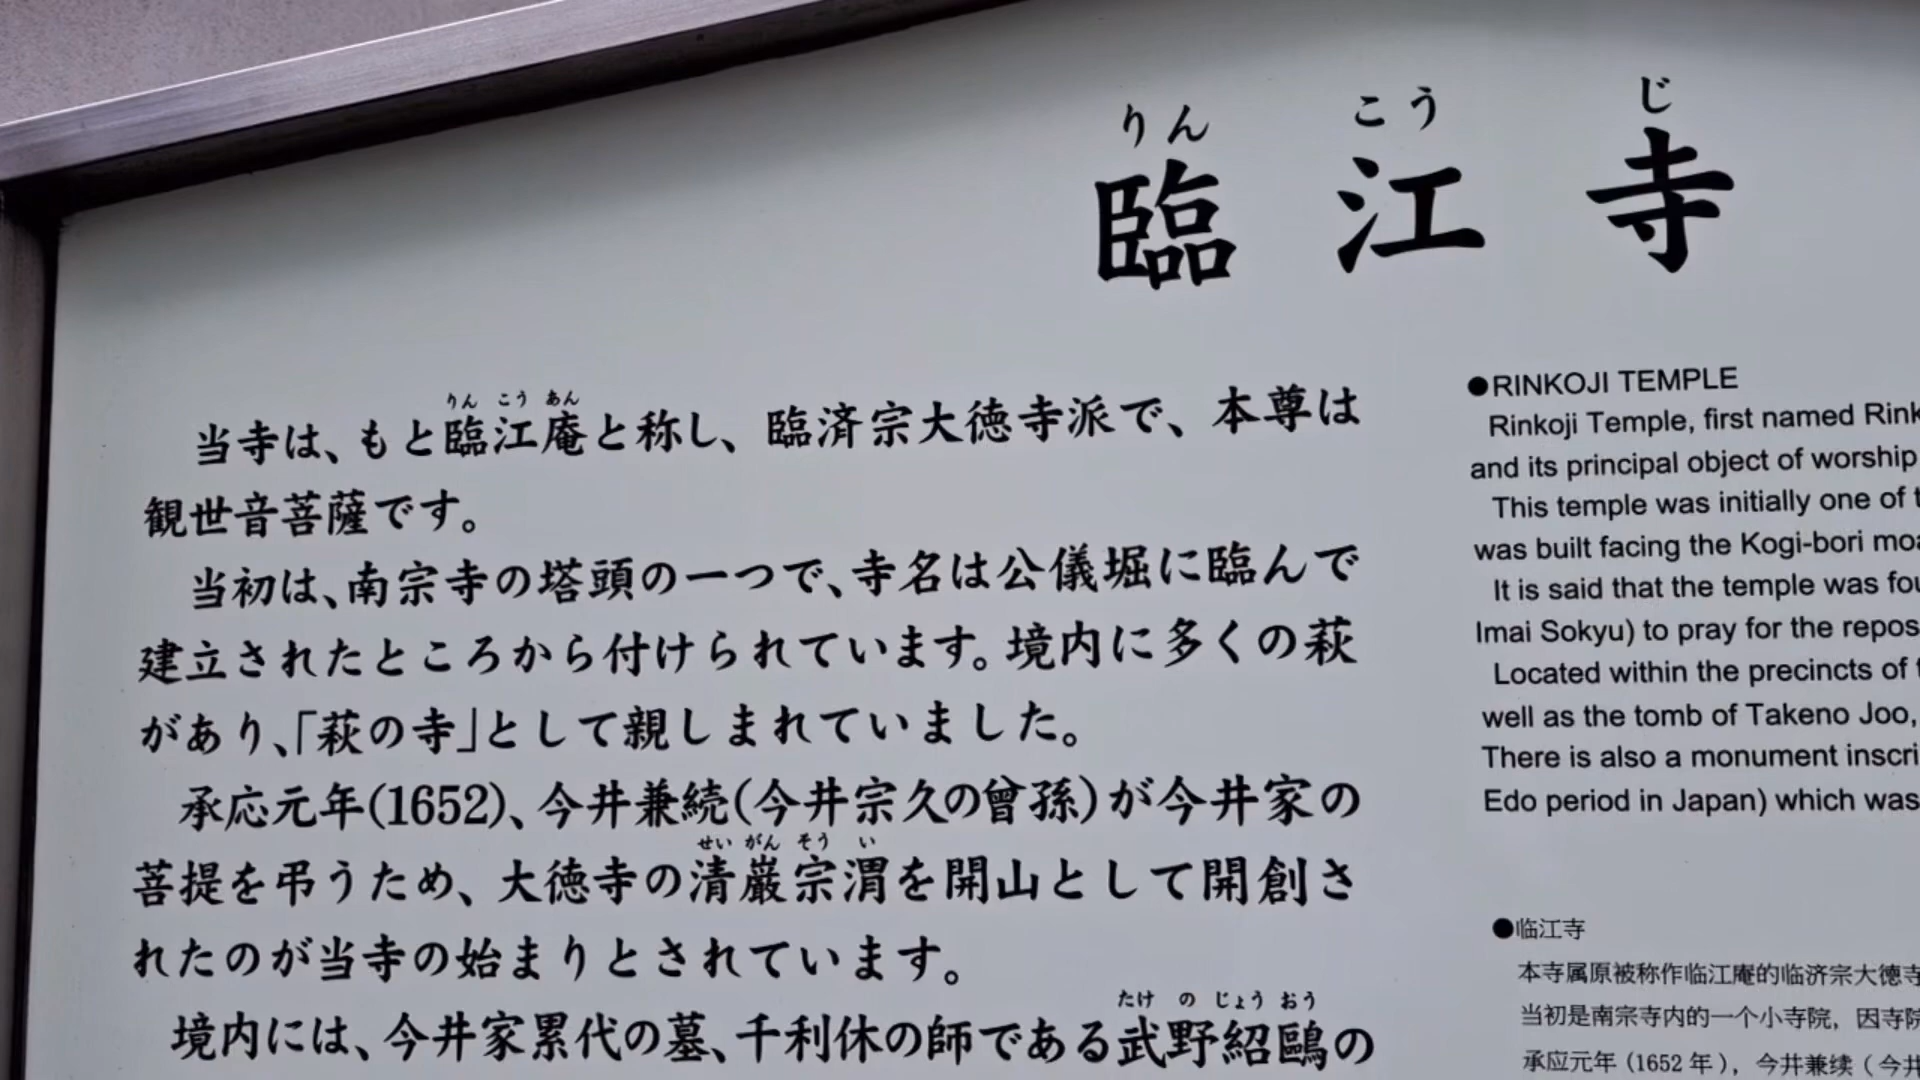 りん こう じ
臨江寺
りん こう あん
当寺は、もと臨江庵と称し、臨済宗大徳寺派で、本尊は
観世音菩薩です。
当初は、南宗寺の塔頭の一つで、寺名は公儀堀に臨んで
建立されたところから付けられています。境内に多くの萩
があり、「萩の寺」として親しまれていました。
承応元年(1652)、今井兼続(今井宗久の曾孫)が今井家の
せい がん そう い
菩提を弔うため、大徳寺の清巌宗渭を開山として開創さ
れたのが当寺の始まりとされています。
たけ の じょう おう
境内には、今井家累代の墓、千利休の師である武野紹鷗の
●RINKOJI TEMPLE
Rinkoji Temple, first named Rink
and its principal object of worship
This temple was initially one of t
was built facing the Kogi-bori moa
It is said that the temple was fou
Imai Sokyu) to pray for the repos
Located within the precincts of t
well as the tomb of Takeno Joo,
There is also a monument inscri
Edo period in Japan) which was
●临江寺
本寺属原被称作临江庵的临济宗大德寺
当初是南宗寺内的一个小寺院，因寺院
承应元年(1652年)，今井兼续(今井